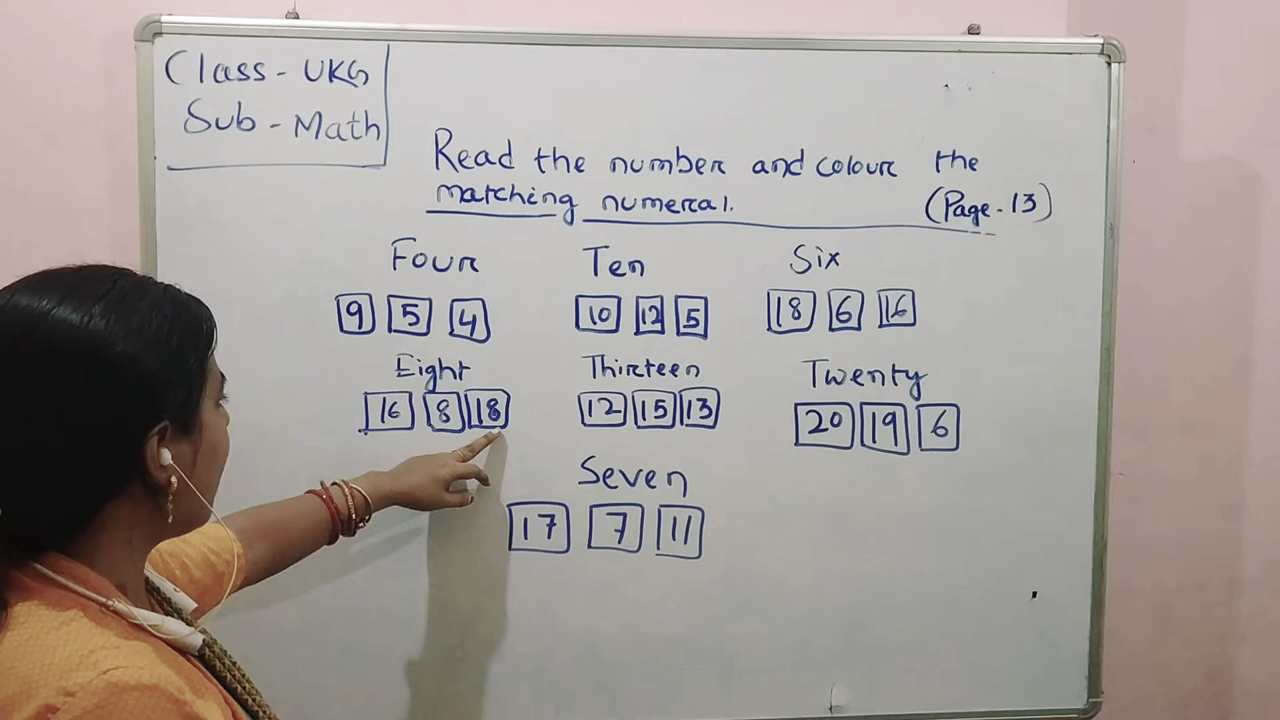 Class - UKG
Sub - Math
Read the number and colour the
matching numeral.
(Page - 13)
Four Ten Six
9 5 4 10 12 5 18 6 16
Eight Thirteen Twenty
16 8 18 12 15 13 20 19 6
Seven
17 7 11